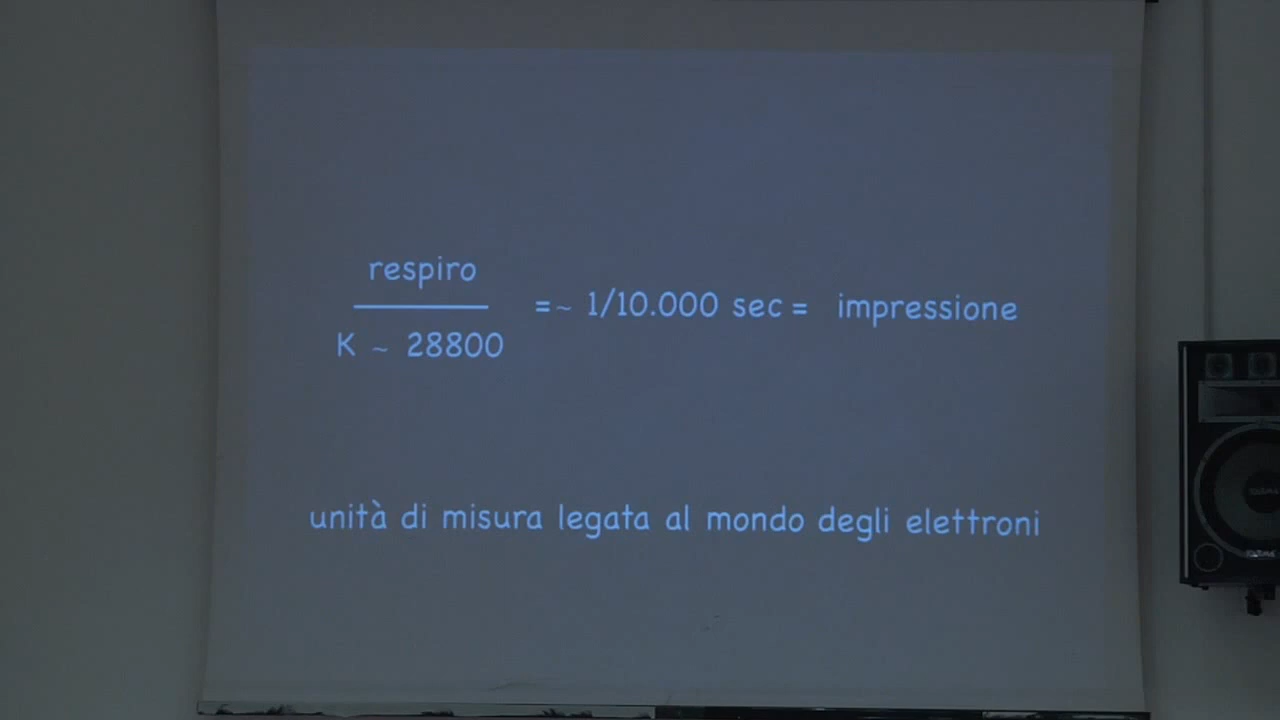 respiro
K ~ 28800
=~ 1/10.000 sec = impressione
unità di misura legata al mondo degli elettroni